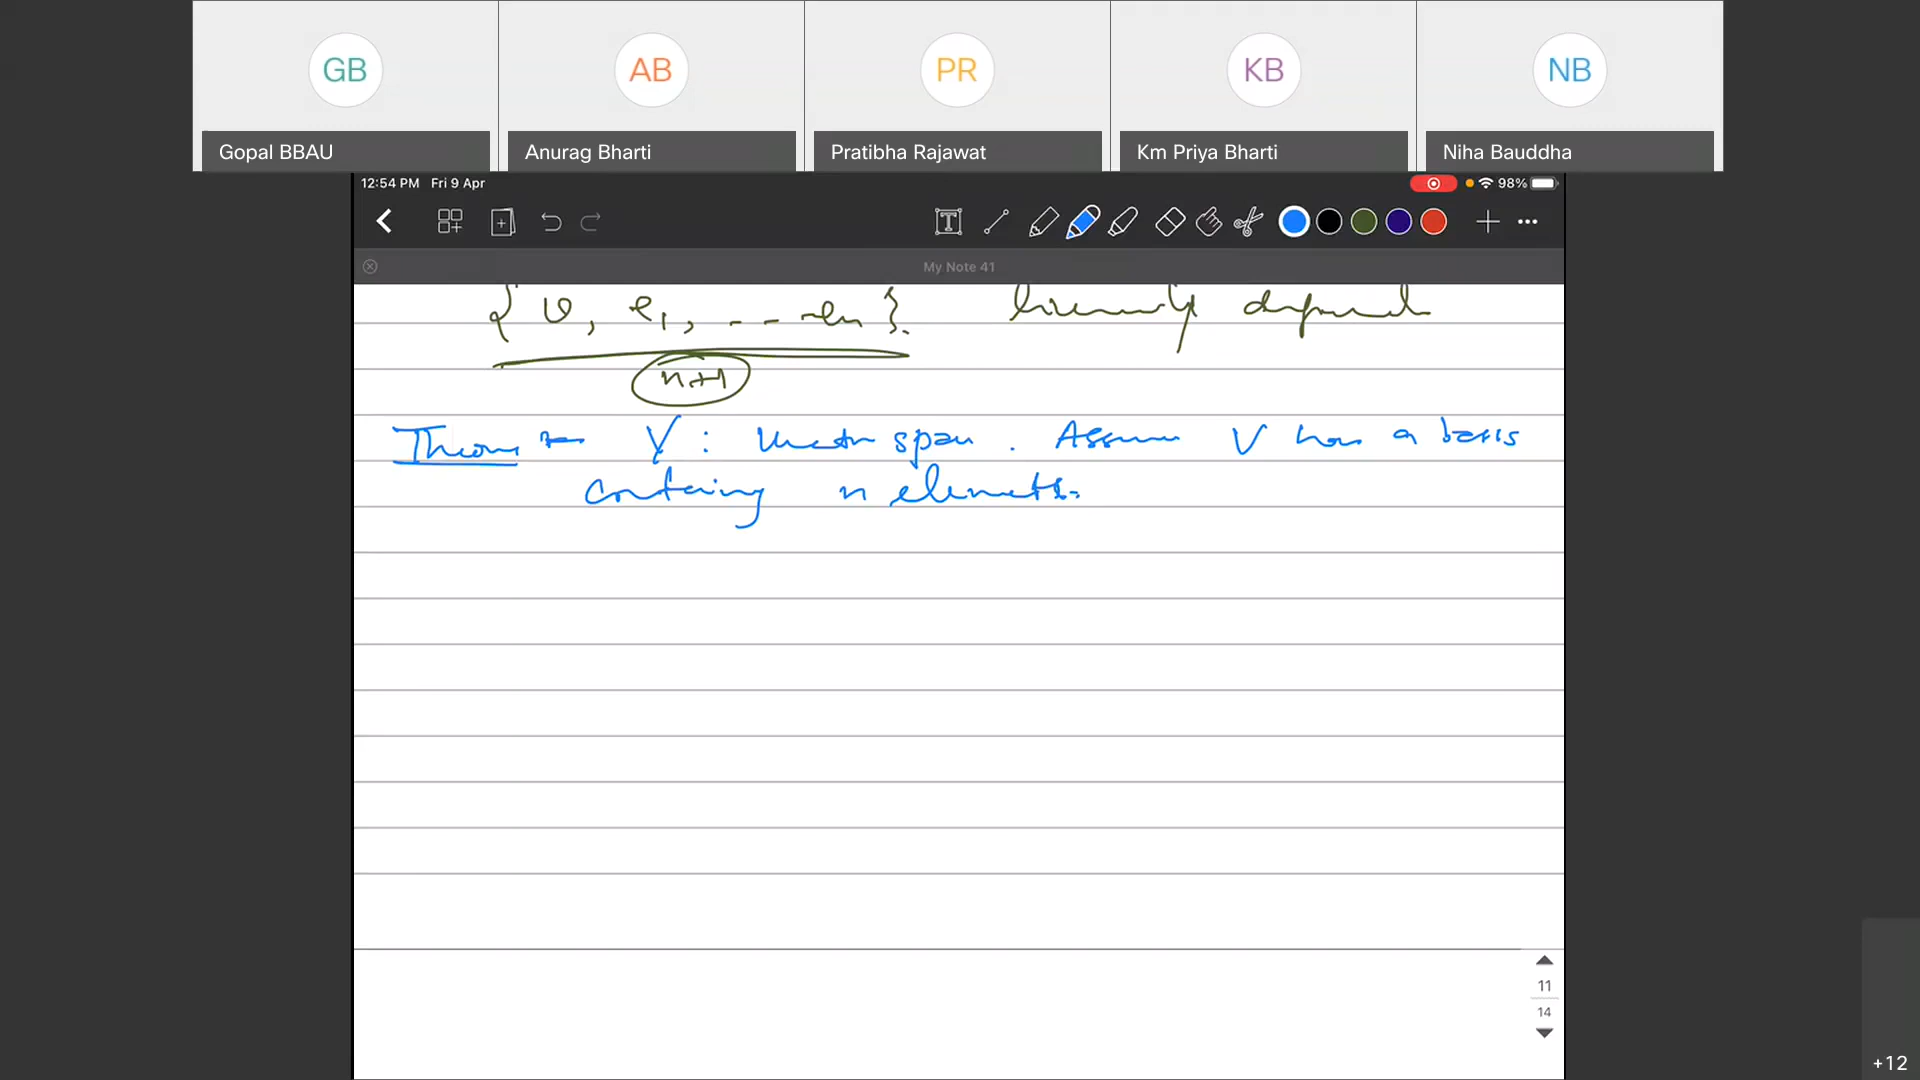 GB AB PR KB NB
Gopal BBAU Anurag Bharti Pratibha Rajawat Km Priya Bharti Niha Bauddha
12:54 PM Fri 9 Apr 98%
My Note 41
{ v, e1, ... en }. linearly dependent
n+1
Theorem V : Vector space . Assume V has a basis
containing n elements.
11
14
+12